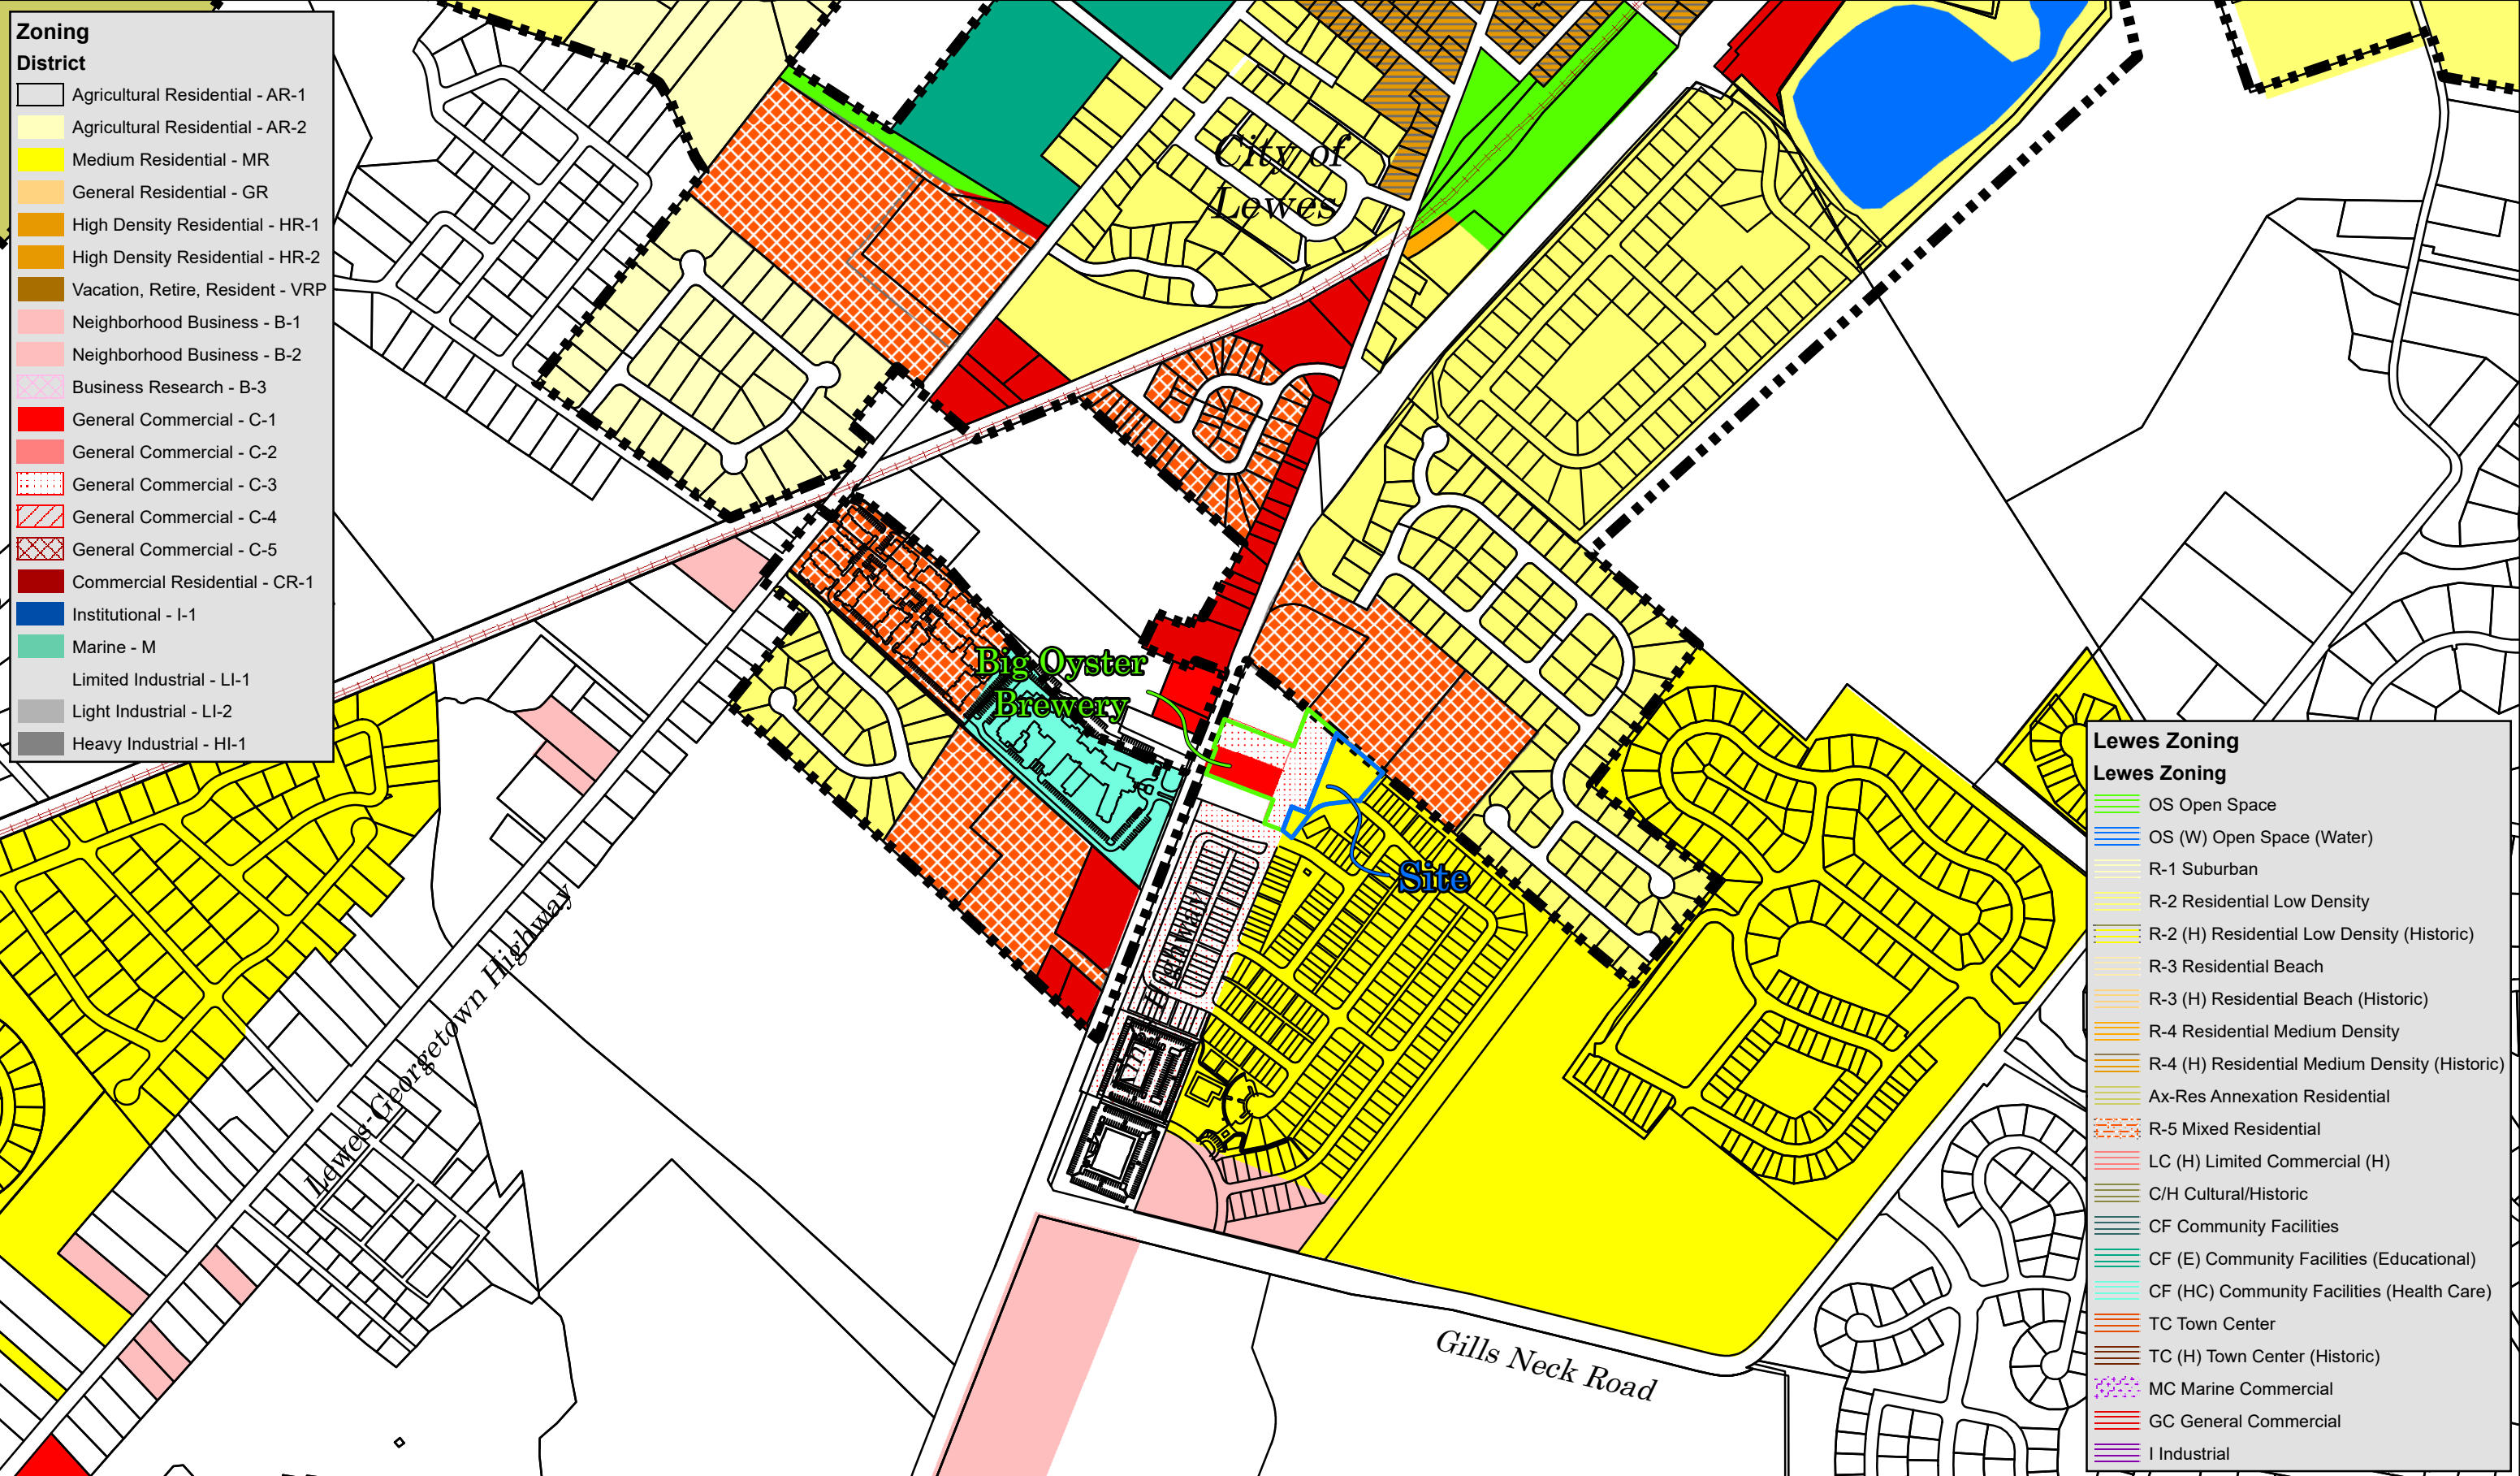 Zoning
District
Agricultural Residential - AR-1
Agricultural Residential - AR-2
Medium Residential - MR
General Residential - GR
High Density Residential - HR-1
High Density Residential - HR-2
Vacation, Retire, Resident - VRP
Neighborhood Business - B-1
Neighborhood Business - B-2
Business Research - B-3
General Commercial - C-1
General Commercial - C-2
General Commercial - C-3
General Commercial - C-4
General Commercial - C-5
Commercial Residential - CR-1
Institutional - I-1
Marine - M
Limited Industrial - LI-1
Light Industrial - LI-2
Heavy Industrial - HI-1
City of
Lewes
Big Oyster
Brewery
Site
Highway
Lewes-Georgetown Highway
Gills Neck Road
Lewes Zoning
Lewes Zoning
OS Open Space
OS (W) Open Space (Water)
R-1 Suburban
R-2 Residential Low Density
R-2 (H) Residential Low Density (Historic)
R-3 Residential Beach
R-3 (H) Residential Beach (Historic)
R-4 Residential Medium Density
R-4 (H) Residential Medium Density (Historic)
Ax-Res Annexation Residential
R-5 Mixed Residential
LC (H) Limited Commercial (H)
C/H Cultural/Historic
CF Community Facilities
CF (E) Community Facilities (Educational)
CF (HC) Community Facilities (Health Care)
TC Town Center
TC (H) Town Center (Historic)
MC Marine Commercial
GC General Commercial
I Industrial